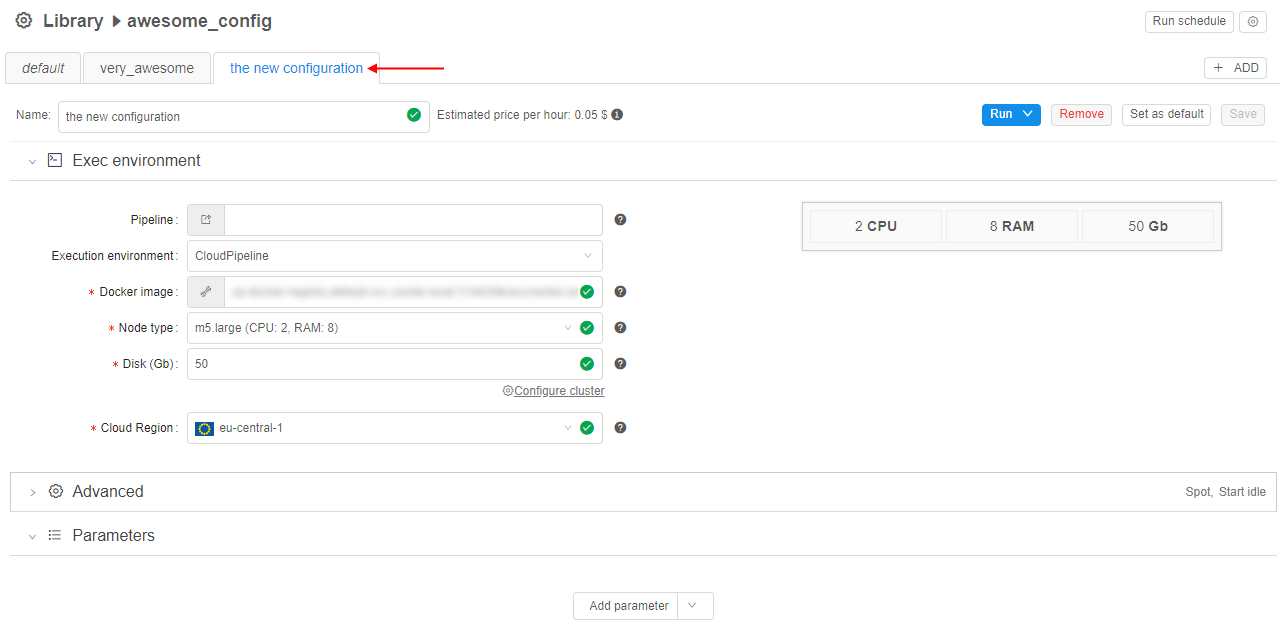 Library awesome_config
Run schedule
default very_awesome the new configuration
+ ADD
Name: the new configuration Estimated price per hour: 0.05 $
Run Remove Set as default Save
Exec environment
Pipeline:
2 CPU 8 RAM 50 Gb
Execution environment: CloudPipeline
* Docker image:
* Node type: m5.large (CPU: 2, RAM: 8)
* Disk (Gb): 50
Configure cluster
* Cloud Region: eu-central-1
Advanced Spot, Start idle
Parameters
Add parameter